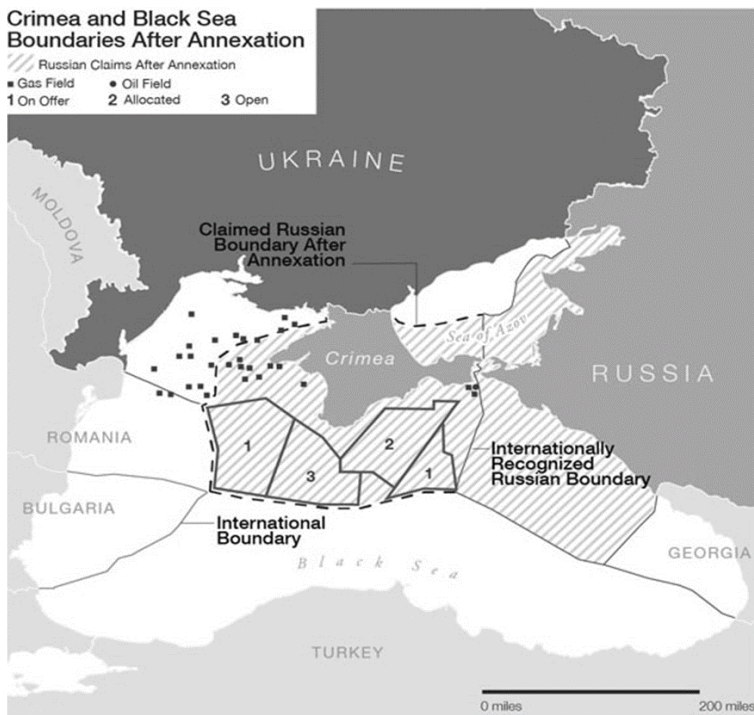 Crimea and Black Sea
Boundaries After Annexation
Russian Claims After Annexation
Gas Field Oil Field
1 On Offer 2 Allocated 3 Open
UKRAINE
MOLDOVA
Claimed Russian
Boundary After
Annexation
Sea of Azov
Crimea
RUSSIA
ROMANIA
1
2
3
1
Internationally
Recognized
Russian Boundary
BULGARIA
International
Boundary
GEORGIA
Black Sea
TURKEY
0 miles 200 miles